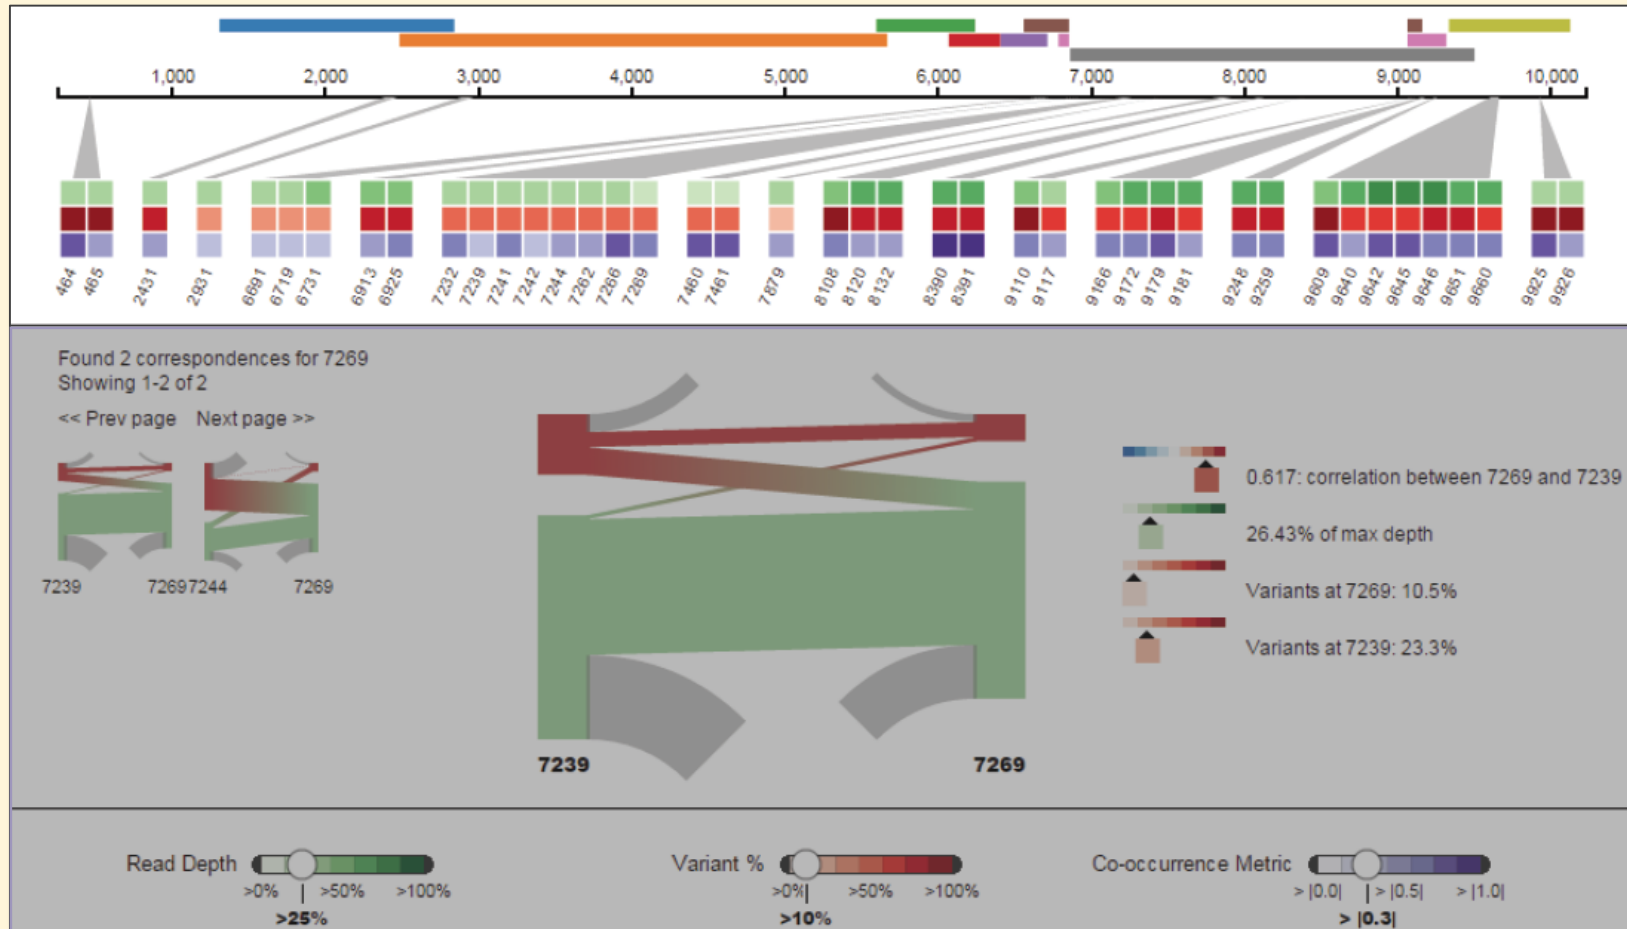 1,000 2,000 3,000 4,000 5,000 6,000 7,000 8,000 9,000 10,000
464 465 2431 2931 6691 6719 6731 6913 6925 7232 7239 7241 7242 7244 7262 7266 7269 7460 7461 7879 8108 8120 8132 8390 8391 9110 9117 9166 9172 9179 9181 9248 9259 9609 9640 9642 9645 9646 9651 9660 9925 9926
Found 2 correspondences for 7269
Showing 1-2 of 2
<< Prev page Next page >>
7239 7269 7244 7269
7239 7269
0.617: correlation between 7269 and 7239
26.43% of max depth
Variants at 7269: 10.5%
Variants at 7239: 23.3%
Read Depth
>0% >50% >100%
>25%
Variant %
>0% >50% >100%
>10%
Co-occurrence Metric
> |0.0| > |0.5| > |1.0|
> |0.3|